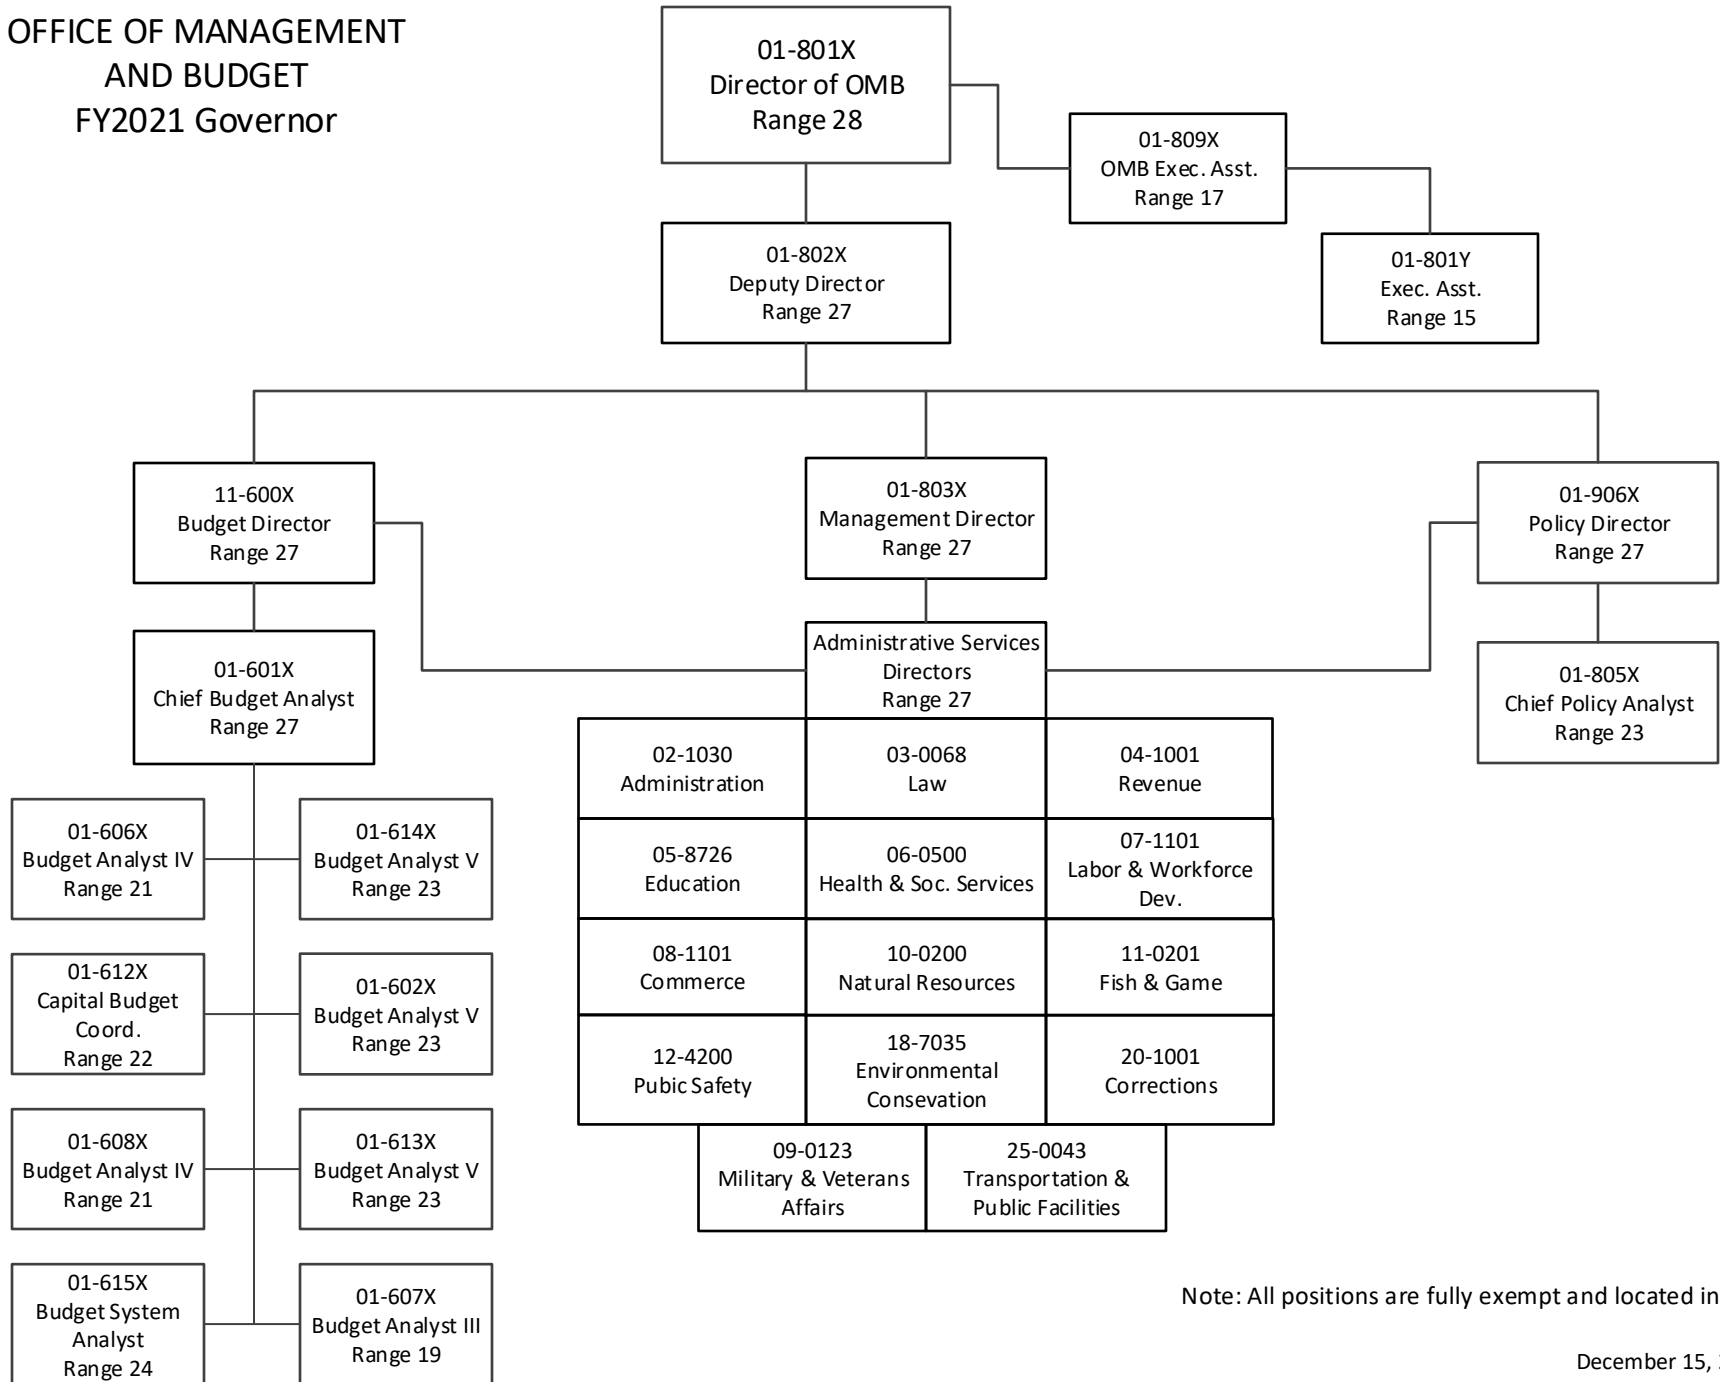 OFFICE OF MANAGEMENT
AND BUDGET
FY2021 Governor
01-801X
Director of OMB
Range 28
01-809X
OMB Exec. Asst.
Range 17
01-801Y
Exec. Asst.
Range 15
01-802X
Deputy Director
Range 27
11-600X
Budget Director
Range 27
01-803X
Management Director
Range 27
01-906X
Policy Director
Range 27
01-601X
Chief Budget Analyst
Range 27
Administrative Services
Directors
Range 27
01-805X
Chief Policy Analyst
Range 23
02-1030
Administration
03-0068
Law
04-1001
Revenue
05-8726
Education
06-0500
Health & Soc. Services
07-1101
Labor & Workforce
Dev.
08-1101
Commerce
10-0200
Natural Resources
11-0201
Fish & Game
12-4200
Pubic Safety
18-7035
Environmental
Consevation
20-1001
Corrections
09-0123
Military & Veterans
Affairs
25-0043
Transportation &
Public Facilities
01-606X
Budget Analyst IV
Range 21
01-614X
Budget Analyst V
Range 23
01-612X
Capital Budget
Coord.
Range 22
01-602X
Budget Analyst V
Range 23
01-608X
Budget Analyst IV
Range 21
01-613X
Budget Analyst V
Range 23
01-615X
Budget System
Analyst
Range 24
01-607X
Budget Analyst III
Range 19
Note: All positions are fully exempt and located in
December 15,